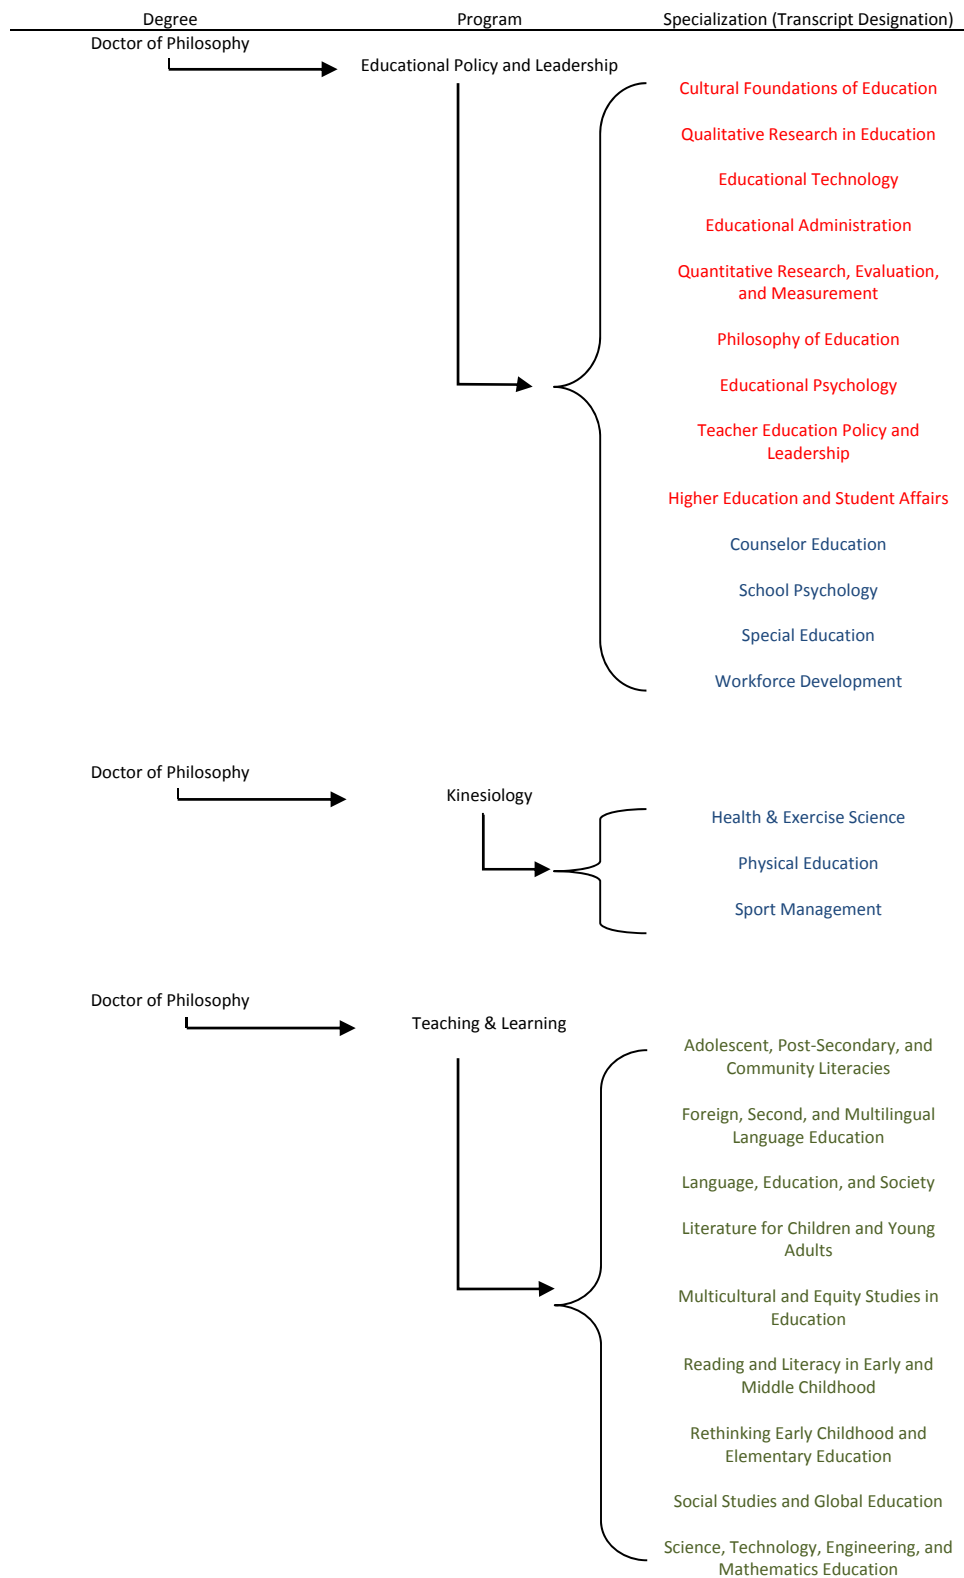 Degree Program Specialization (Transcript Designation)
Doctor of Philosophy
Educational Policy and Leadership
Cultural Foundations of Education
Qualitative Research in Education
Educational Technology
Educational Administration
Quantitative Research, Evaluation,
and Measurement
Philosophy of Education
Educational Psychology
Teacher Education Policy and
Leadership
Higher Education and Student Affairs
Counselor Education
School Psychology
Special Education
Workforce Development
Doctor of Philosophy
Kinesiology
Health & Exercise Science
Physical Education
Sport Management
Doctor of Philosophy
Teaching & Learning
Adolescent, Post-Secondary, and
Community Literacies
Foreign, Second, and Multilingual
Language Education
Language, Education, and Society
Literature for Children and Young
Adults
Multicultural and Equity Studies in
Education
Reading and Literacy in Early and
Middle Childhood
Rethinking Early Childhood and
Elementary Education
Social Studies and Global Education
Science, Technology, Engineering, and
Mathematics Education